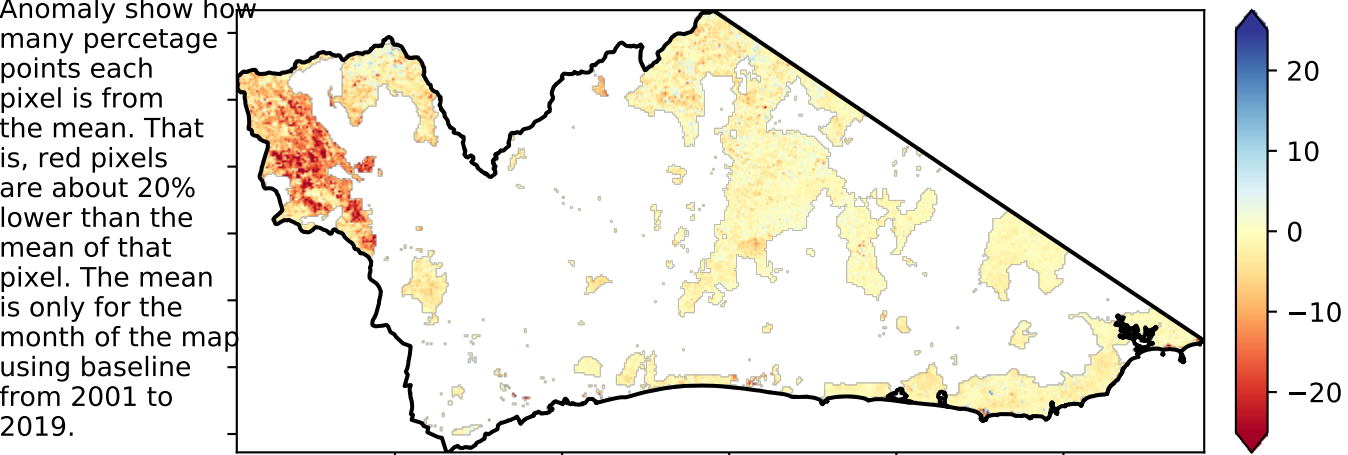 Anomaly show how
many percetage
points each
pixel is from
the mean. That
is, red pixels
are about 20%
lower than the
mean of that
pixel. The mean
is only for the
month of the map
using baseline
from 2001 to
2019.
20
10
0
−10
−20